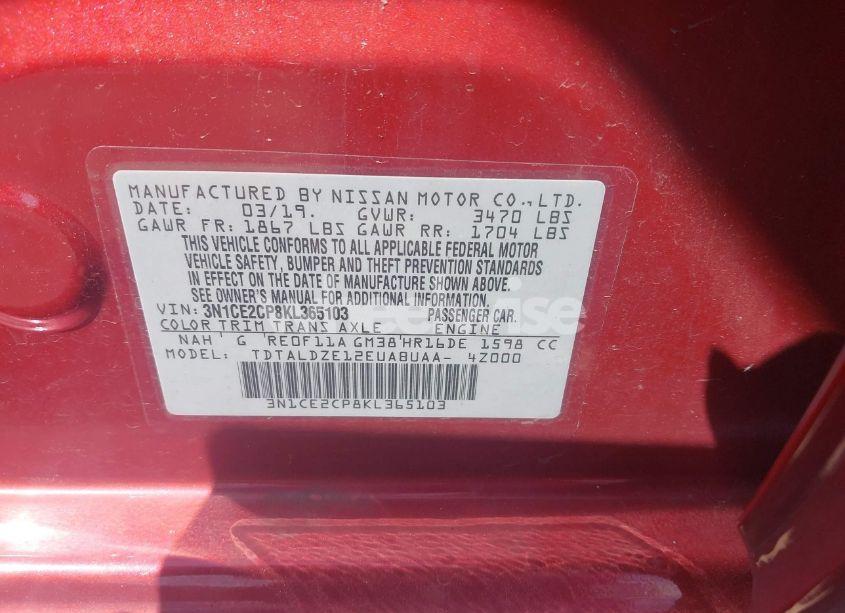 MANUFACTURED BY NISSAN MOTOR CO., LTD.
DATE: 03/19. GVWR: 3470 LBS
GAWR FR: 1867 LBS GAWR RR: 1704 LBS
THIS VEHICLE CONFORMS TO ALL APPLICABLE FEDERAL MOTOR
VEHICLE SAFETY, BUMPER AND THEFT PREVENTION STANDARDS
IN EFFECT ON THE DATE OF MANUFACTURE SHOWN ABOVE.
SEE OWNER'S MANUAL FOR ADDITIONAL INFORMATION.
VIN: 3N1CE2CP8KL365103 PASSENGER CAR.
COLOR TRIM TRANS AXLE ENGINE
NAH' G 'RE0F11A GM38'HR16DE 1598 CC
MODEL: TDTALDZE12EUA8UAA- 4Z000
3N1CE2CP8KL365103